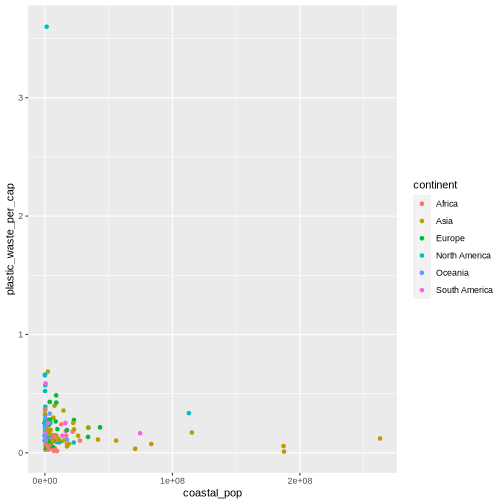 plastic_waste_per_cap
3
2
1
0
0e+00
1e+08
2e+08
coastal_pop
continent
Africa
Asia
Europe
North America
Oceania
South America